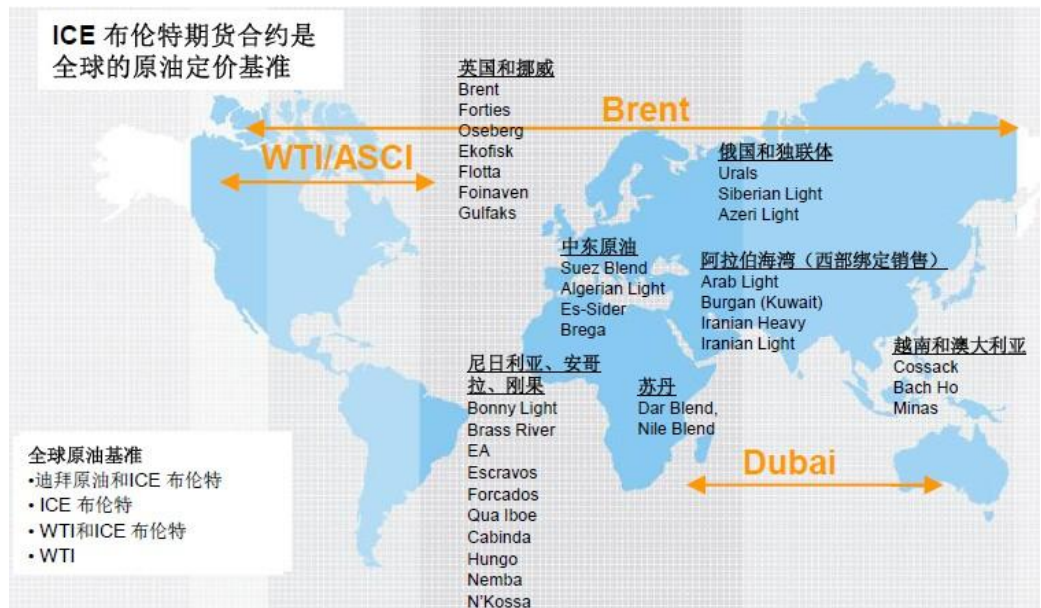 ICE 布伦特期货合约是
全球的原油定价基准
英国和挪威
Brent
Forties
Oseberg
Ekofisk
Flotta
Foinaven
Gulfaks
Brent
WTI/ASCI
俄国和独联体
Urals
Siberian Light
Azeri Light
中东原油
Suez Blend
Algerian Light
Es-Sider
Brega
阿拉伯海湾（西部绑定销售）
Arab Light
Burgan (Kuwait)
Iranian Heavy
Iranian Light
越南和澳大利亚
Cossack
Bach Ho
Minas
尼日利亚、安哥
拉、刚果
Bonny Light
Brass River
EA
Escravos
Forcados
Qua Iboe
Cabinda
Hungo
Nemba
N'Kossa
苏丹
Dar Blend,
Nile Blend
Dubai
全球原油基准
•迪拜原油和ICE 布伦特
• ICE 布伦特
• WTI和ICE 布伦特
• WTI